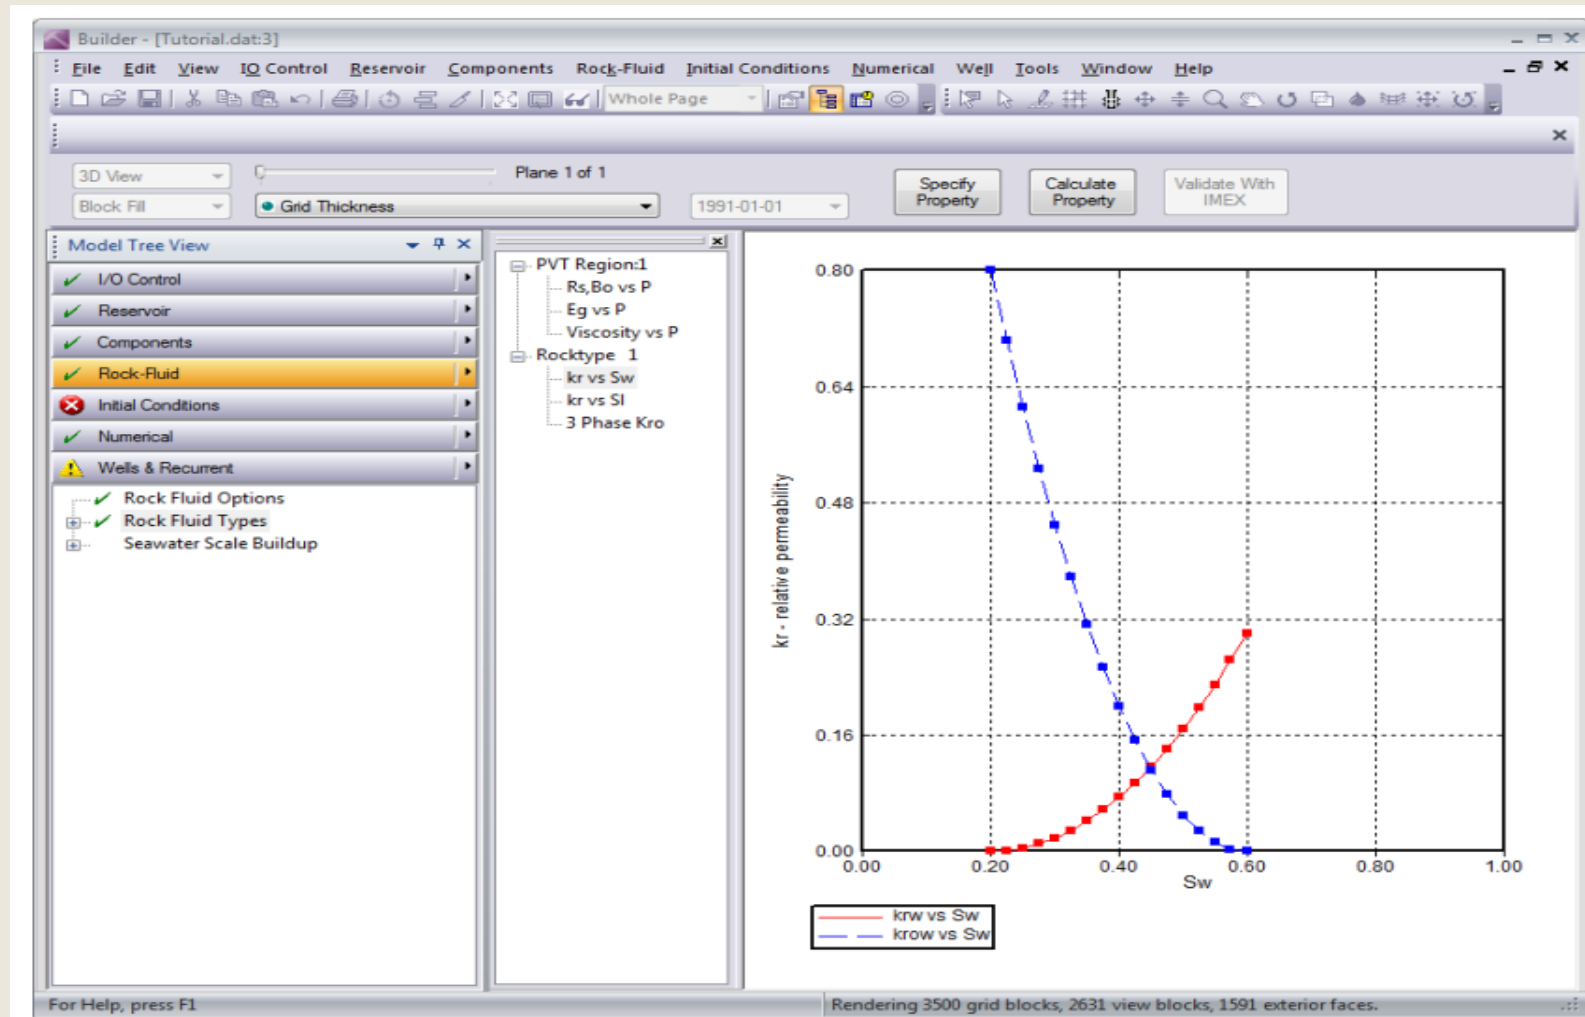 Builder - [Tutorial.dat:3]
File Edit View IO Control Reservoir Components Rock-Fluid Initial Conditions Numerical Well Tools Window Help
Whole Page
3D View
Plane 1 of 1
Block Fill
Grid Thickness
1991-01-01
Specify
Property
Calculate
Property
Validate With
IMEX
Model Tree View
I/O Control
Reservoir
Components
Rock-Fluid
Initial Conditions
Numerical
Wells & Recurrent
Rock Fluid Options
Rock Fluid Types
Seawater Scale Buildup
PVT Region:1
Rs,Bo vs P
Eg vs P
Viscosity vs P
Rocktype 1
kr vs Sw
kr vs Sl
3 Phase Kro
kr - relative permeability
0.80
0.64
0.48
0.32
0.16
0.00
0.00 0.20 0.40 0.60 0.80 1.00
Sw
krw vs Sw
krow vs Sw
For Help, press F1
Rendering 3500 grid blocks, 2631 view blocks, 1591 exterior faces.